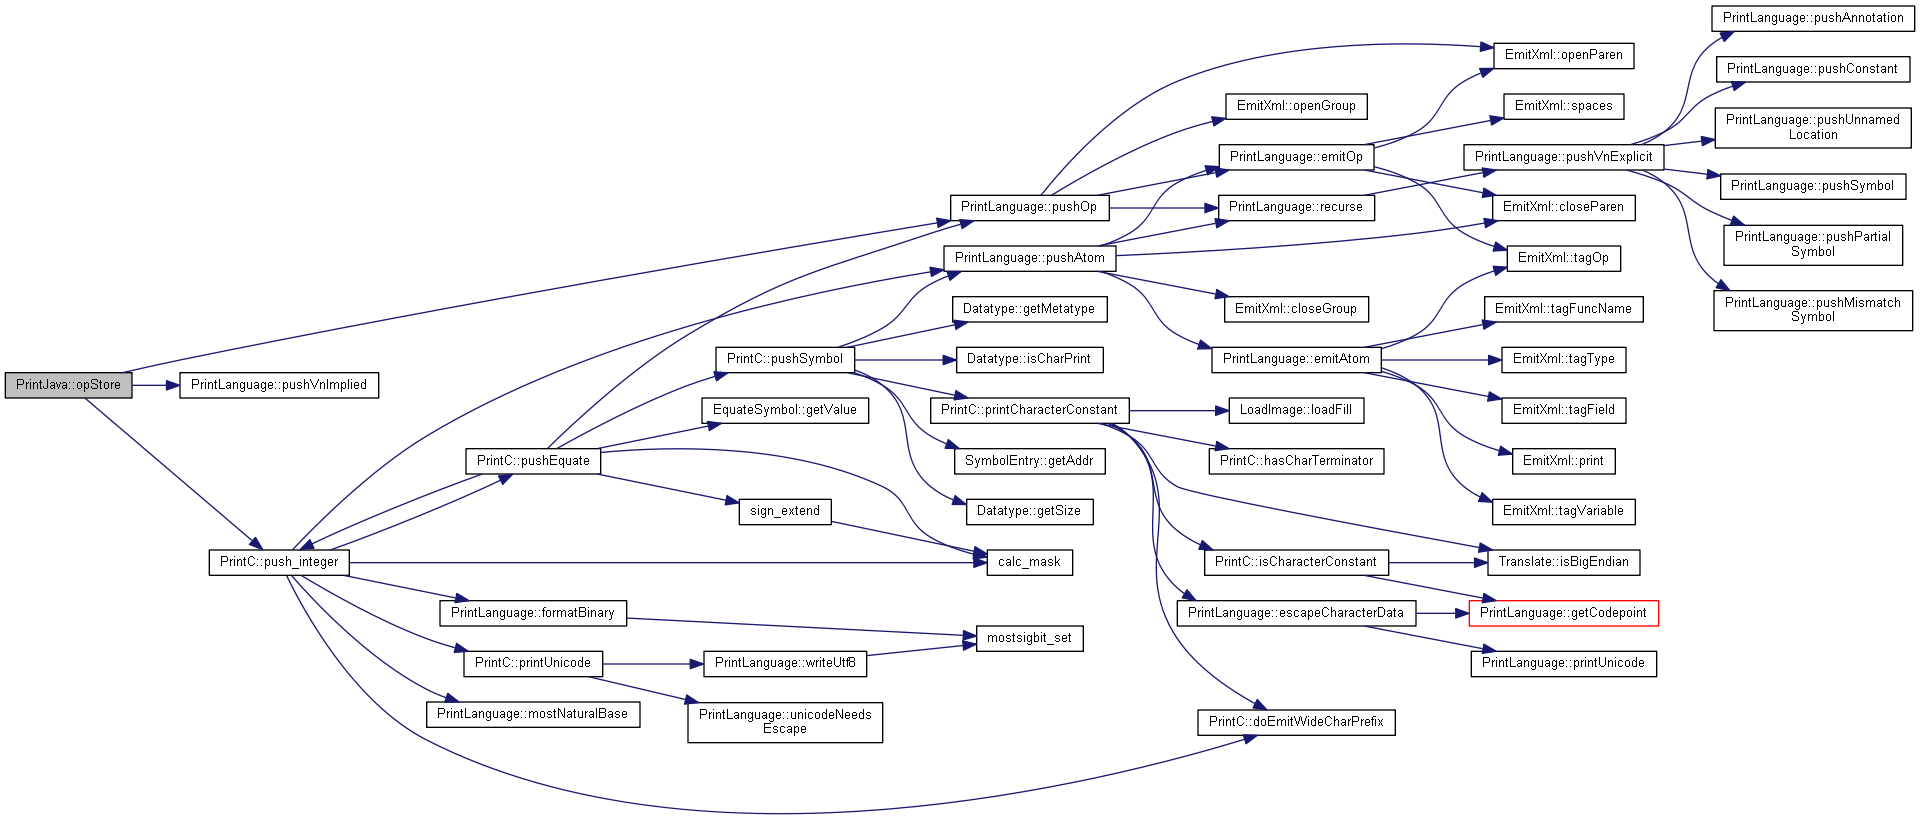 PrintJava::opStore
PrintLanguage::pushVnImplied
PrintC::push_integer
PrintLanguage::formatBinary
PrintC::printUnicode
PrintLanguage::mostNaturalBase
PrintC::pushEquate
PrintC::pushSymbol
EquateSymbol::getValue
sign_extend
PrintLanguage::writeUtf8
PrintLanguage::unicodeNeeds
Escape
PrintLanguage::pushOp
PrintLanguage::pushAtom
Datatype::getMetatype
Datatype::isCharPrint
PrintC::printCharacterConstant
SymbolEntry::getAddr
Datatype::getSize
calc_mask
mostsigbit_set
EmitXml::openGroup
PrintLanguage::emitOp
PrintLanguage::recurse
EmitXml::closeGroup
PrintLanguage::emitAtom
LoadImage::loadFill
PrintC::hasCharTerminator
PrintC::isCharacterConstant
PrintLanguage::escapeCharacterData
PrintC::doEmitWideCharPrefix
EmitXml::openParen
EmitXml::spaces
PrintLanguage::pushVnExplicit
EmitXml::closeParen
EmitXml::tagOp
EmitXml::tagFuncName
EmitXml::tagType
EmitXml::tagField
EmitXml::print
EmitXml::tagVariable
Translate::isBigEndian
PrintLanguage::getCodepoint
PrintLanguage::printUnicode
PrintLanguage::pushAnnotation
PrintLanguage::pushConstant
PrintLanguage::pushUnnamed
Location
PrintLanguage::pushSymbol
PrintLanguage::pushPartial
Symbol
PrintLanguage::pushMismatch
Symbol